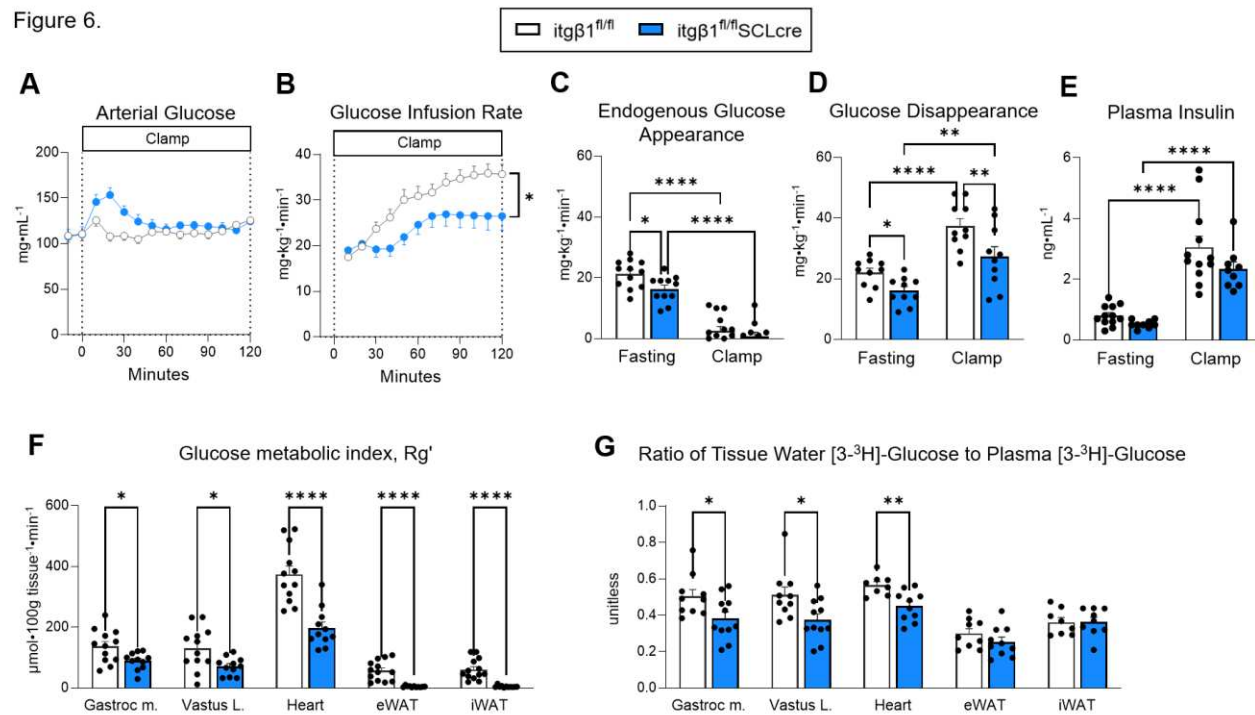 Figure 6.
itgβ1fl/fl
itgβ1fl/flSCLcre
A
Arterial Glucose
Clamp
mg•mL-1
200
150
100
50
0
0
30
60
90
120
Minutes
B
Glucose Infusion Rate
Clamp
mg•kg-1•min-1
40
30
20
10
0
0
30
60
90
120
Minutes
*
C
Endogenous Glucose
Appearance
mg•kg-1•min-1
60
40
20
0
****
*
****
Fasting
Clamp
D
Glucose Disappearance
mg•kg-1•min-1
60
40
20
0
**
****
**
*
Fasting
Clamp
E
Plasma Insulin
ng•mL-1
6
4
2
0
****
****
Fasting
Clamp
F
Glucose metabolic index, Rg'
µmol•100g tissue-1•min-1
600
400
200
0
*
*
****
****
****
Gastroc m.
Vastus L.
Heart
eWAT
iWAT
G
Ratio of Tissue Water [3-3H]-Glucose to Plasma [3-3H]-Glucose
unitless
1.0
0.8
0.6
0.4
0.2
0.0
*
*
**
Gastroc m.
Vastus L.
Heart
eWAT
iWAT